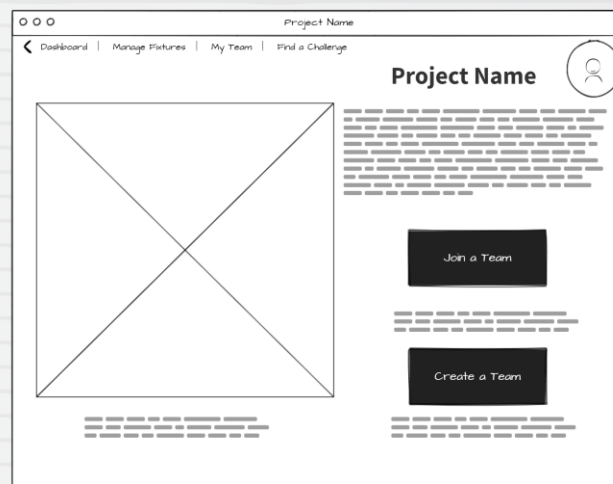 Project Name
Dashboard | Manage Fixtures | My Team | Find a Challenge
Project Name
Join a Team
Create a Team